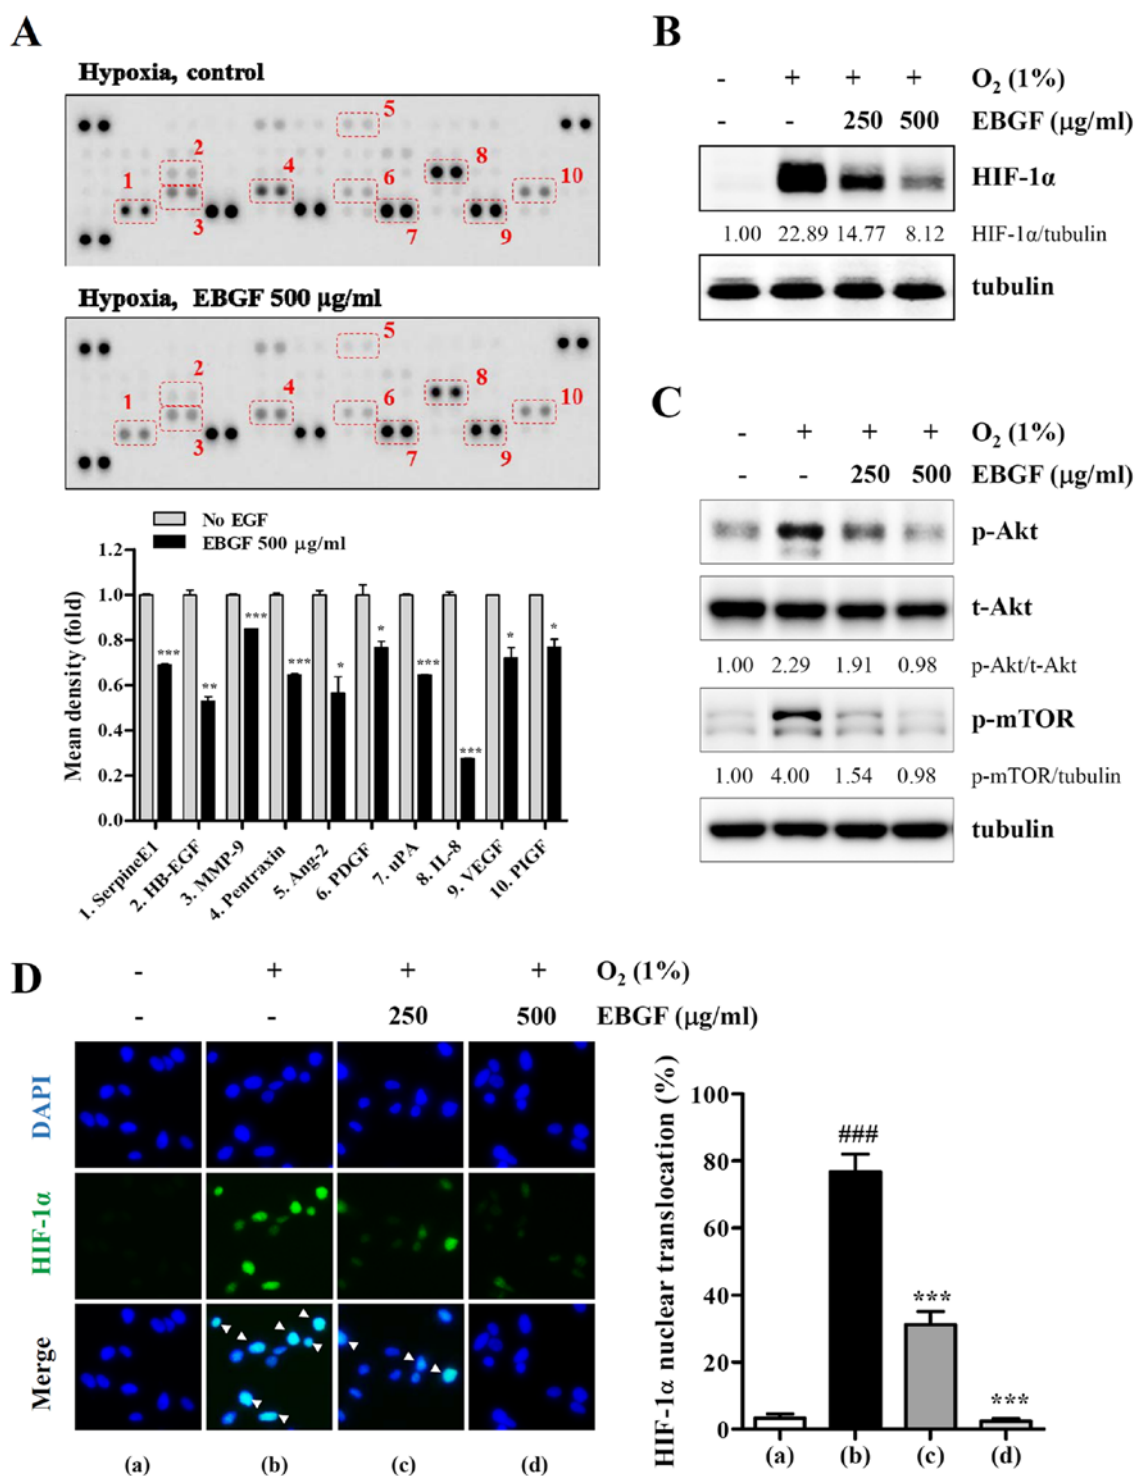 A
Hypoxia, control
1
2
3
4
5
6
7
8
9
10
Hypoxia, EBGF 500 μg/ml
1
2
3
4
5
6
7
8
9
10
No EGF
EBGF 500 μg/ml
Mean density (fold)
1.2
1.0
0.8
0.6
0.4
0.2
0.0
*** ** *** *** * * *** *** * *
1. SerpineE1
2. HB-EGF
3. MMP-9
4. Pentraxin
5. Ang-2
6. PDGF
7. uPA
8. IL-8
9. VEGF
10. PIGF
B
- + + + O2 (1%)
- - 250 500 EBGF (μg/ml)
HIF-1α
1.00 22.89 14.77 8.12 HIF-1α/tubulin
tubulin
C
- + + + O2 (1%)
- - 250 500 EBGF (μg/ml)
p-Akt
t-Akt
1.00 2.29 1.91 0.98 p-Akt/t-Akt
p-mTOR
1.00 4.00 1.54 0.98 p-mTOR/tubulin
tubulin
D
- + + + O2 (1%)
- - 250 500 EBGF (μg/ml)
DAPI
HIF-1α
Merge
(a) (b) (c) (d)
HIF-1α nuclear translocation (%)
100
80
60
40
20
0
###
***
***
(a) (b) (c) (d)